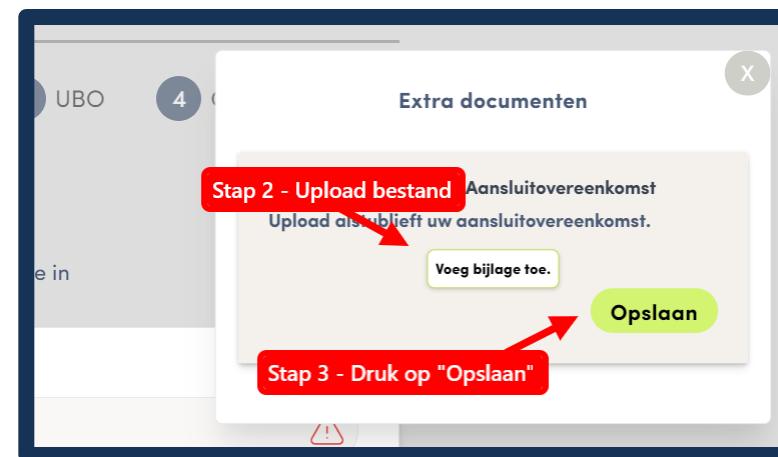 UBO
4
X
Extra documenten
Stap 2 - Upload bestand
Aansluitovereenkomst
Upload alstublieft uw aansluitovereenkomst.
e in
Voeg bijlage toe.
Opslaan
Stap 3 - Druk op "Opslaan"